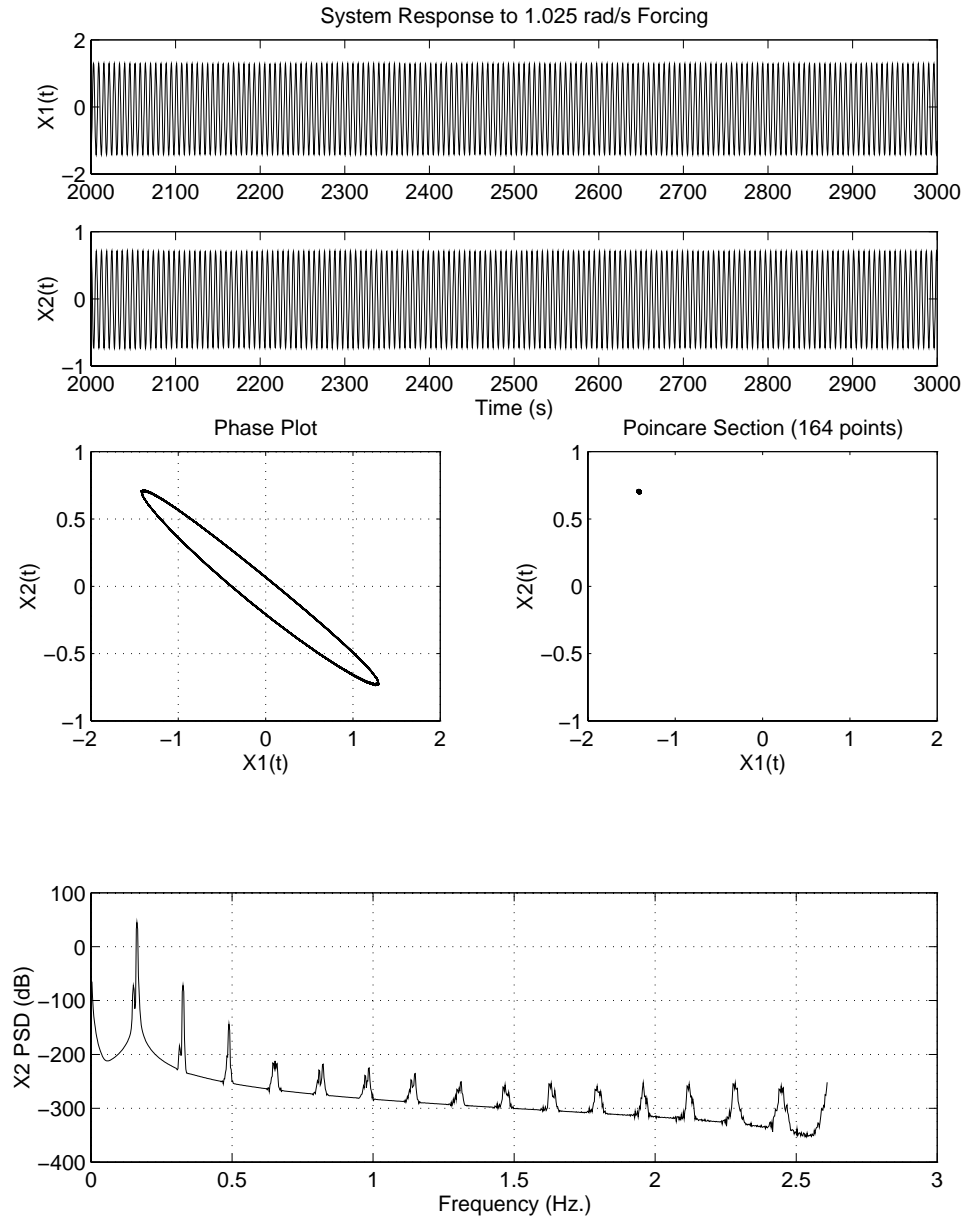 System Response to 1.025 rad/s Forcing
2
0
−2
X1(t)
2000 2100 2200 2300 2400 2500 2600 2700 2800 2900 3000
1
0
−1
X2(t)
2000 2100 2200 2300 2400 2500 2600 2700 2800 2900 3000
Time (s)
Phase Plot
1
0.5
0
−0.5
−1
X2(t)
−2 −1 0 1 2
X1(t)
Poincare Section (164 points)
1
0.5
0
−0.5
−1
X2(t)
−2 −1 0 1 2
X1(t)
100
0
−100
−200
−300
−400
X2 PSD (dB)
0 0.5 1 1.5 2 2.5 3
Frequency (Hz.)